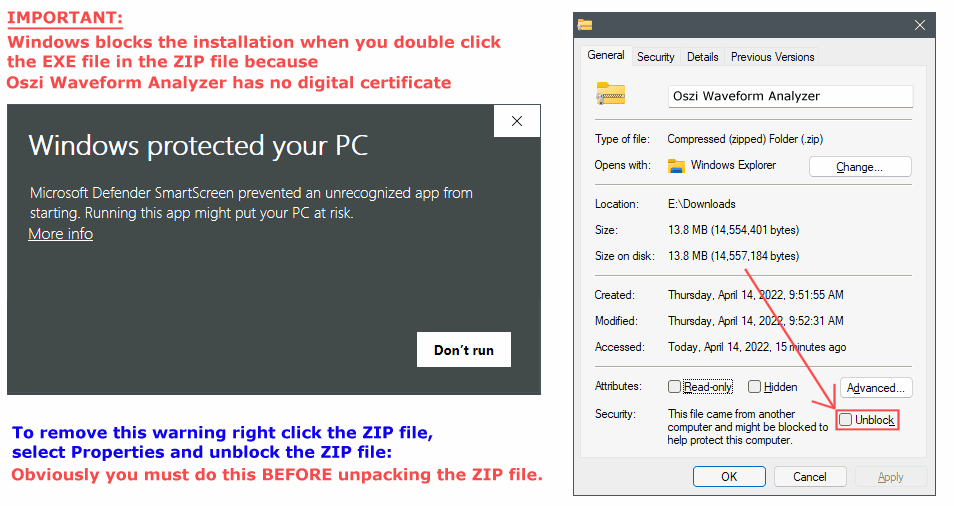 IMPORTANT:
Windows blocks the installation when you double click
the EXE file in the ZIP file because
Oszi Waveform Analyzer has no digital certificate
Windows protected your PC
Microsoft Defender SmartScreen prevented an unrecognized app from
starting. Running this app might put your PC at risk.
More info
Don't run
To remove this warning right click the ZIP file,
select Properties and unblock the ZIP file:
Obviously you must do this BEFORE unpacking the ZIP file.
General Security Details Previous Versions
Oszi Waveform Analyzer
Type of file: Compressed (zipped) Folder (.zip)
Opens with: Windows Explorer Change...
Location: E:\Downloads
Size: 13.8 MB (14,554,401 bytes)
Size on disk: 13.8 MB (14,557,184 bytes)
Created: Thursday, April 14, 2022, 9:51:55 AM
Modified: Thursday, April 14, 2022, 9:52:31 AM
Accessed: Today, April 14, 2022, 15 minutes ago
Attributes: Read-only Hidden Advanced...
Security: This file came from another
computer and might be blocked to
help protect this computer.
Unblock
OK Cancel Apply